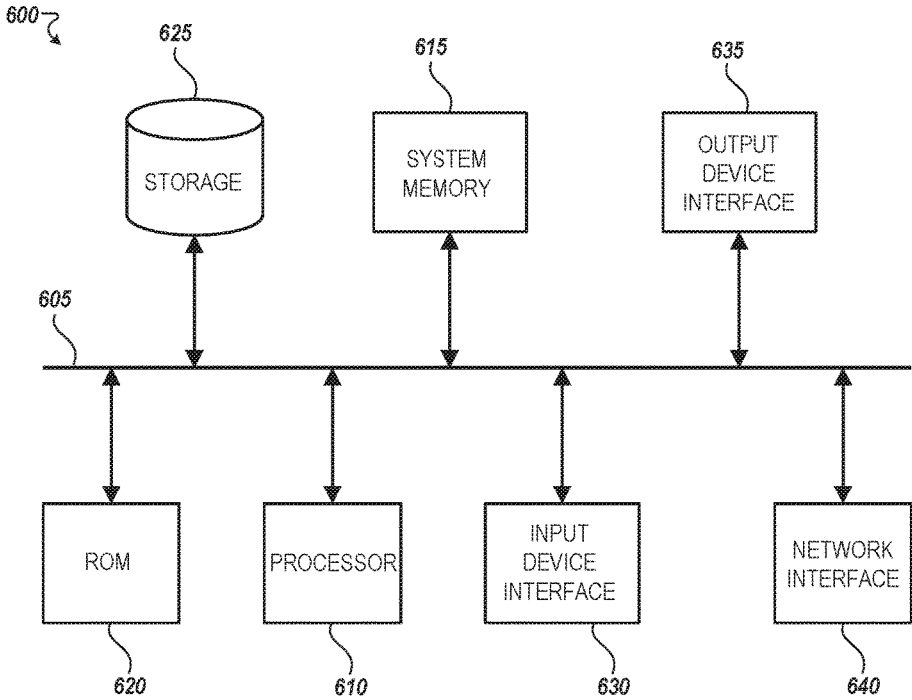 600
625
615
635
STORAGE
SYSTEM
MEMORY
OUTPUT
DEVICE
INTERFACE
605
ROM
PROCESSOR
INPUT
DEVICE
INTERFACE
NETWORK
INTERFACE
620
610
630
640